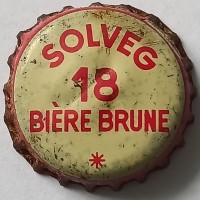 SOLVEG
18
BIÈRE BRUNE
*